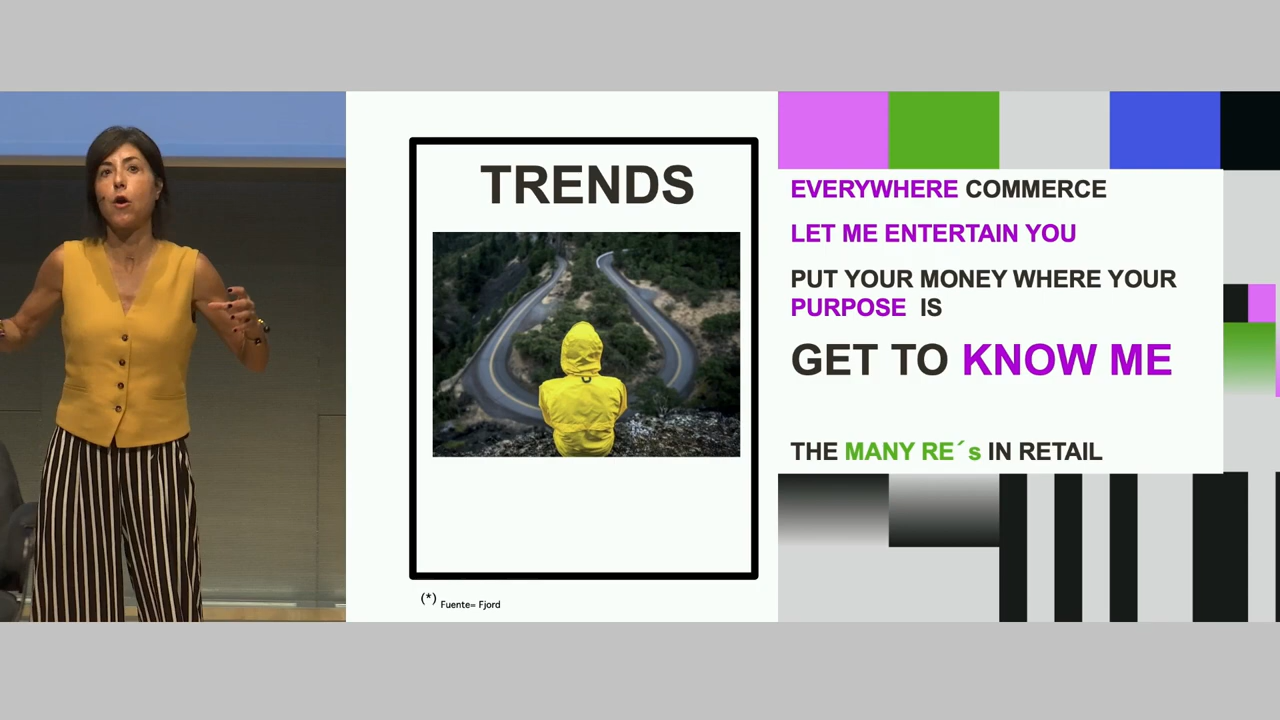 TRENDS
(*) Fuente= Fjord
EVERYWHERE COMMERCE
LET ME ENTERTAIN YOU
PUT YOUR MONEY WHERE YOUR
PURPOSE IS
GET TO KNOW ME
THE MANY RE´s IN RETAIL